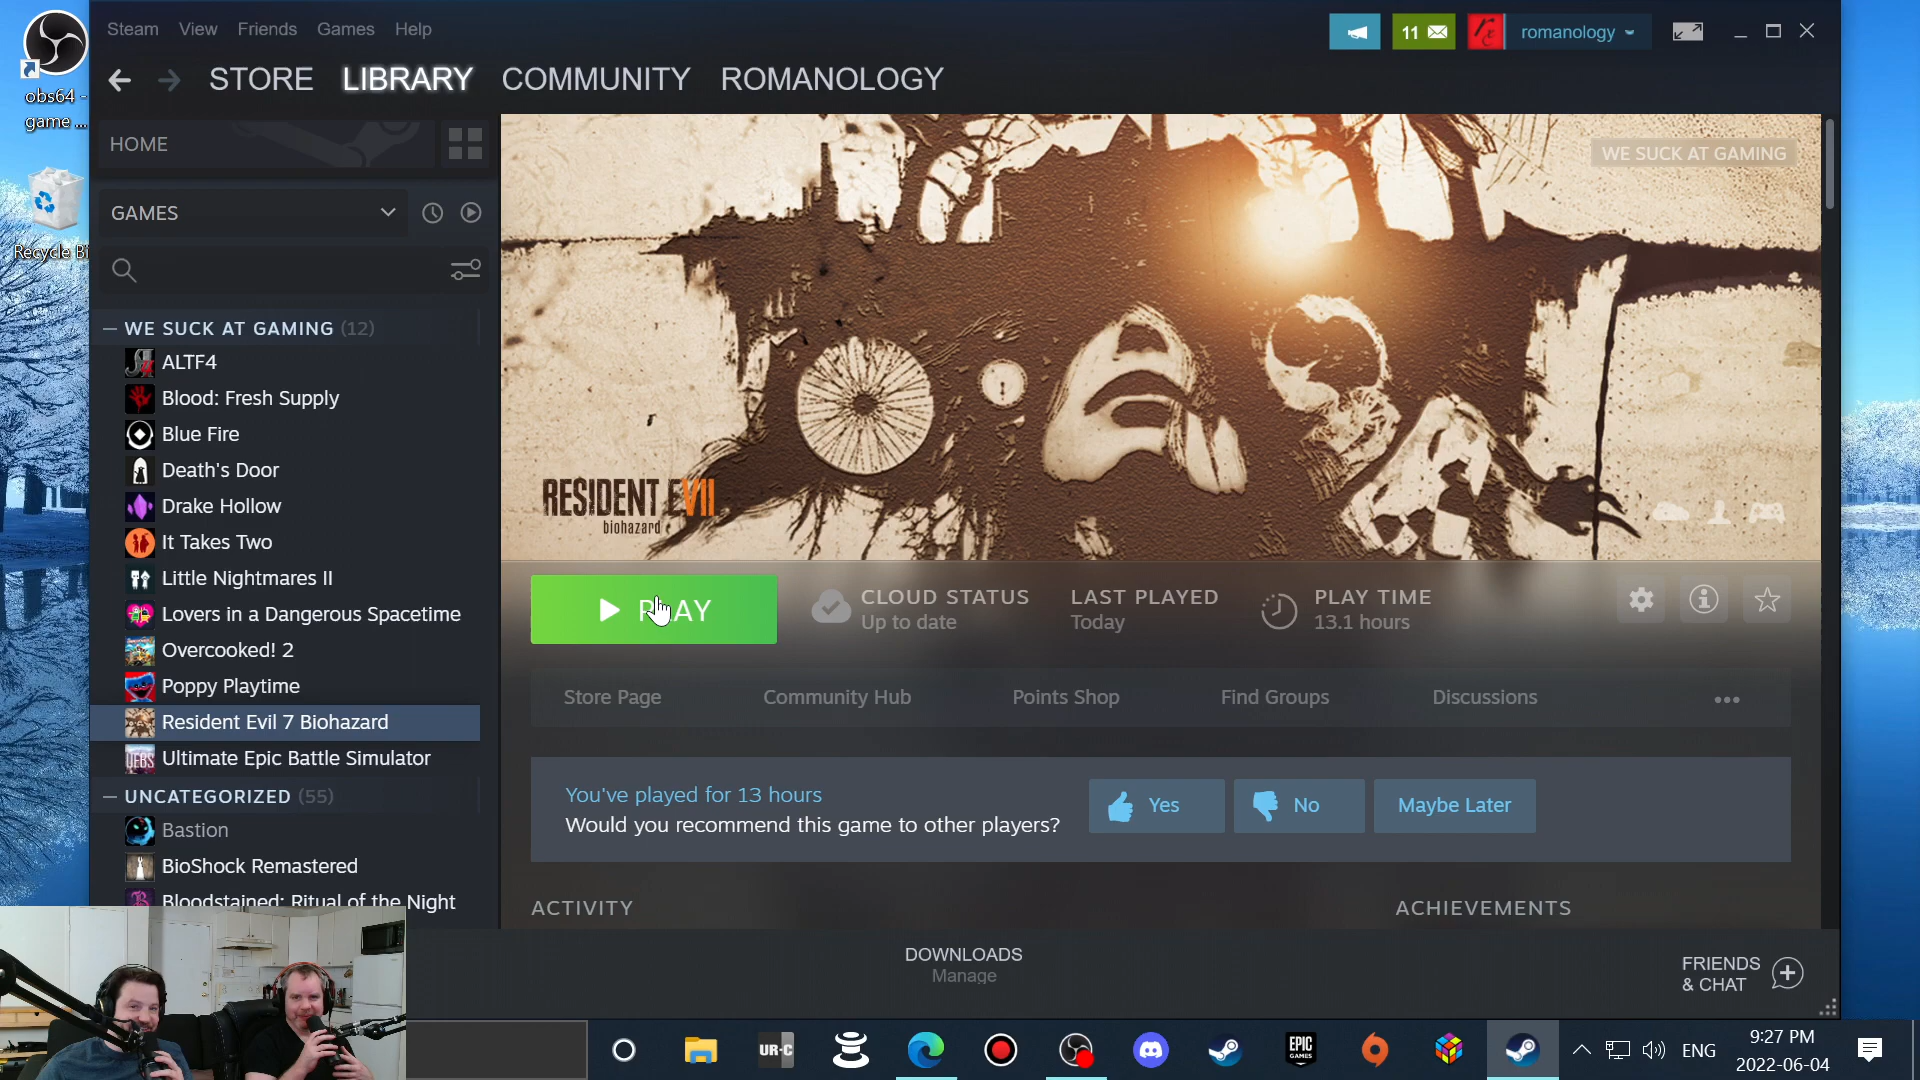 obs64 -
game ...
Recycle Bi
Steam View Friends Games Help
11
romanology
STORE LIBRARY COMMUNITY ROMANOLOGY
HOME
GAMES
WE SUCK AT GAMING (12)
ALTF4
Blood: Fresh Supply
Blue Fire
Death's Door
Drake Hollow
It Takes Two
Little Nightmares II
Lovers in a Dangerous Spacetime
Overcooked! 2
Poppy Playtime
Resident Evil 7 Biohazard
Ultimate Epic Battle Simulator
UNCATEGORIZED (55)
Bastion
BioShock Remastered
Bloodstained: Ritual of the Night
WE SUCK AT GAMING
RESIDENT EVII
biohazard
PLAY
CLOUD STATUS
Up to date
LAST PLAYED
Today
PLAY TIME
13.1 hours
Store Page Community Hub Points Shop Find Groups Discussions
You've played for 13 hours
Would you recommend this game to other players?
Yes
No
Maybe Later
ACTIVITY
ACHIEVEMENTS
DOWNLOADS
Manage
FRIENDS
& CHAT
UR-C
EPIC
GAMES
ENG
9:27 PM
2022-06-04